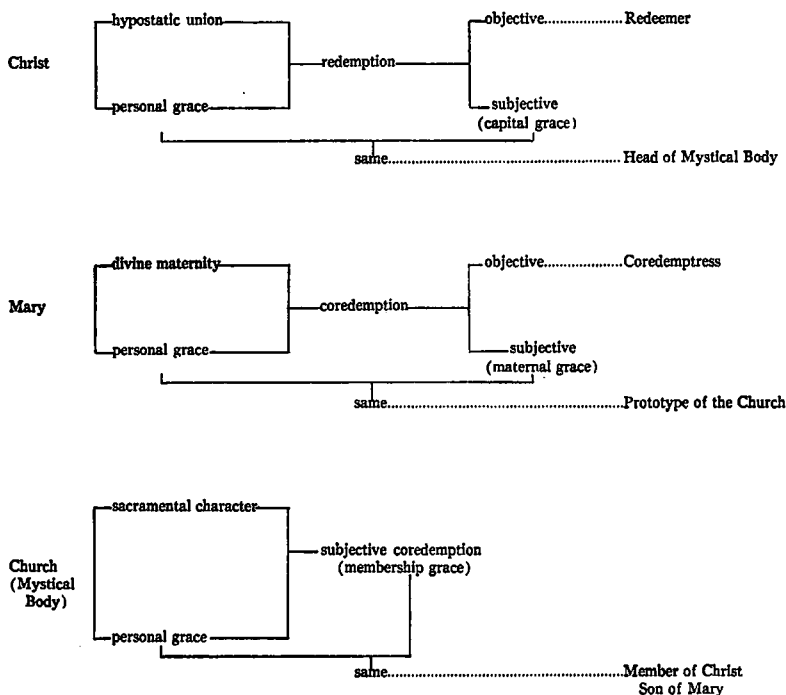 hypostatic union objective.................. Redeemer
Christ redemption
personal grace subjective
(capital grace)
same...................................................... Head of Mystical Body
divine maternity objective.................. Coredemptress
Mary coredemption
personal grace subjective
(maternal grace)
same......................................................Prototype of the Church
sacramental character
subjective coredemption
Church (membership grace)
(Mystical
Body)
personal grace
same......................................................Member of Christ
Son of Mary